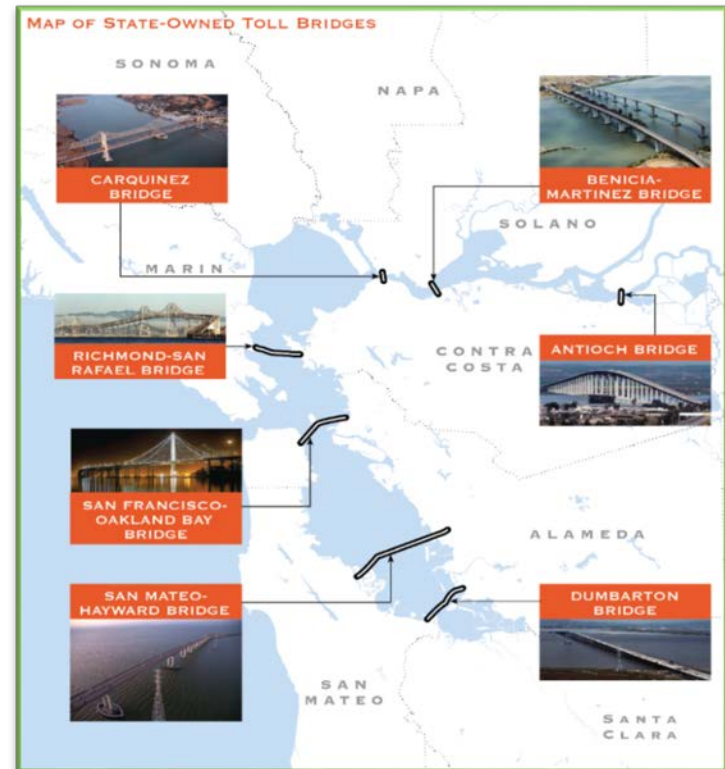 MAP OF STATE-OWNED TOLL BRIDGES
SONOMA
NAPA
CARQUINEZ
BRIDGE
BENICIA-
MARTINEZ BRIDGE
SOLANO
MARIN
RICHMOND-SAN
RAFAEL BRIDGE
CONTRA
COSTA
ANTIOCH BRIDGE
SAN FRANCISCO-
OAKLAND BAY
BRIDGE
ALAMEDA
SAN MATEO-
HAYWARD BRIDGE
DUMBARTON
BRIDGE
SAN
MATEO
SANTA
CLARA